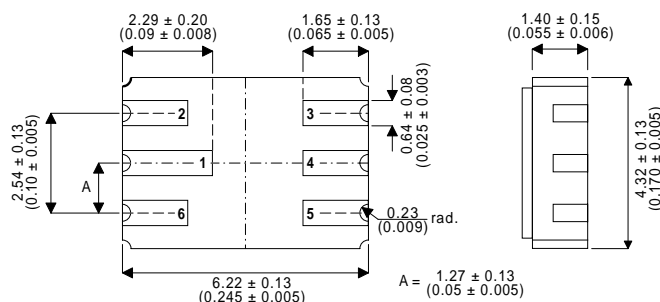 2.29 ± 0.20
(0.09 ± 0.008)
1.65 ± 0.13
(0.065 ± 0.005)
1.40 ± 0.15
(0.055 ± 0.006)
2
3
0.64 ± 0.08
(0.025 ± 0.003)
2.54 ± 0.13
(0.10 ± 0.005)
A
1
4
4.32 ± 0.13
(0.170 ± 0.005)
6
5
0.23
(0.009)
rad.
6.22 ± 0.13
(0.245 ± 0.005)
A = 1.27 ± 0.13
(0.05 ± 0.005)